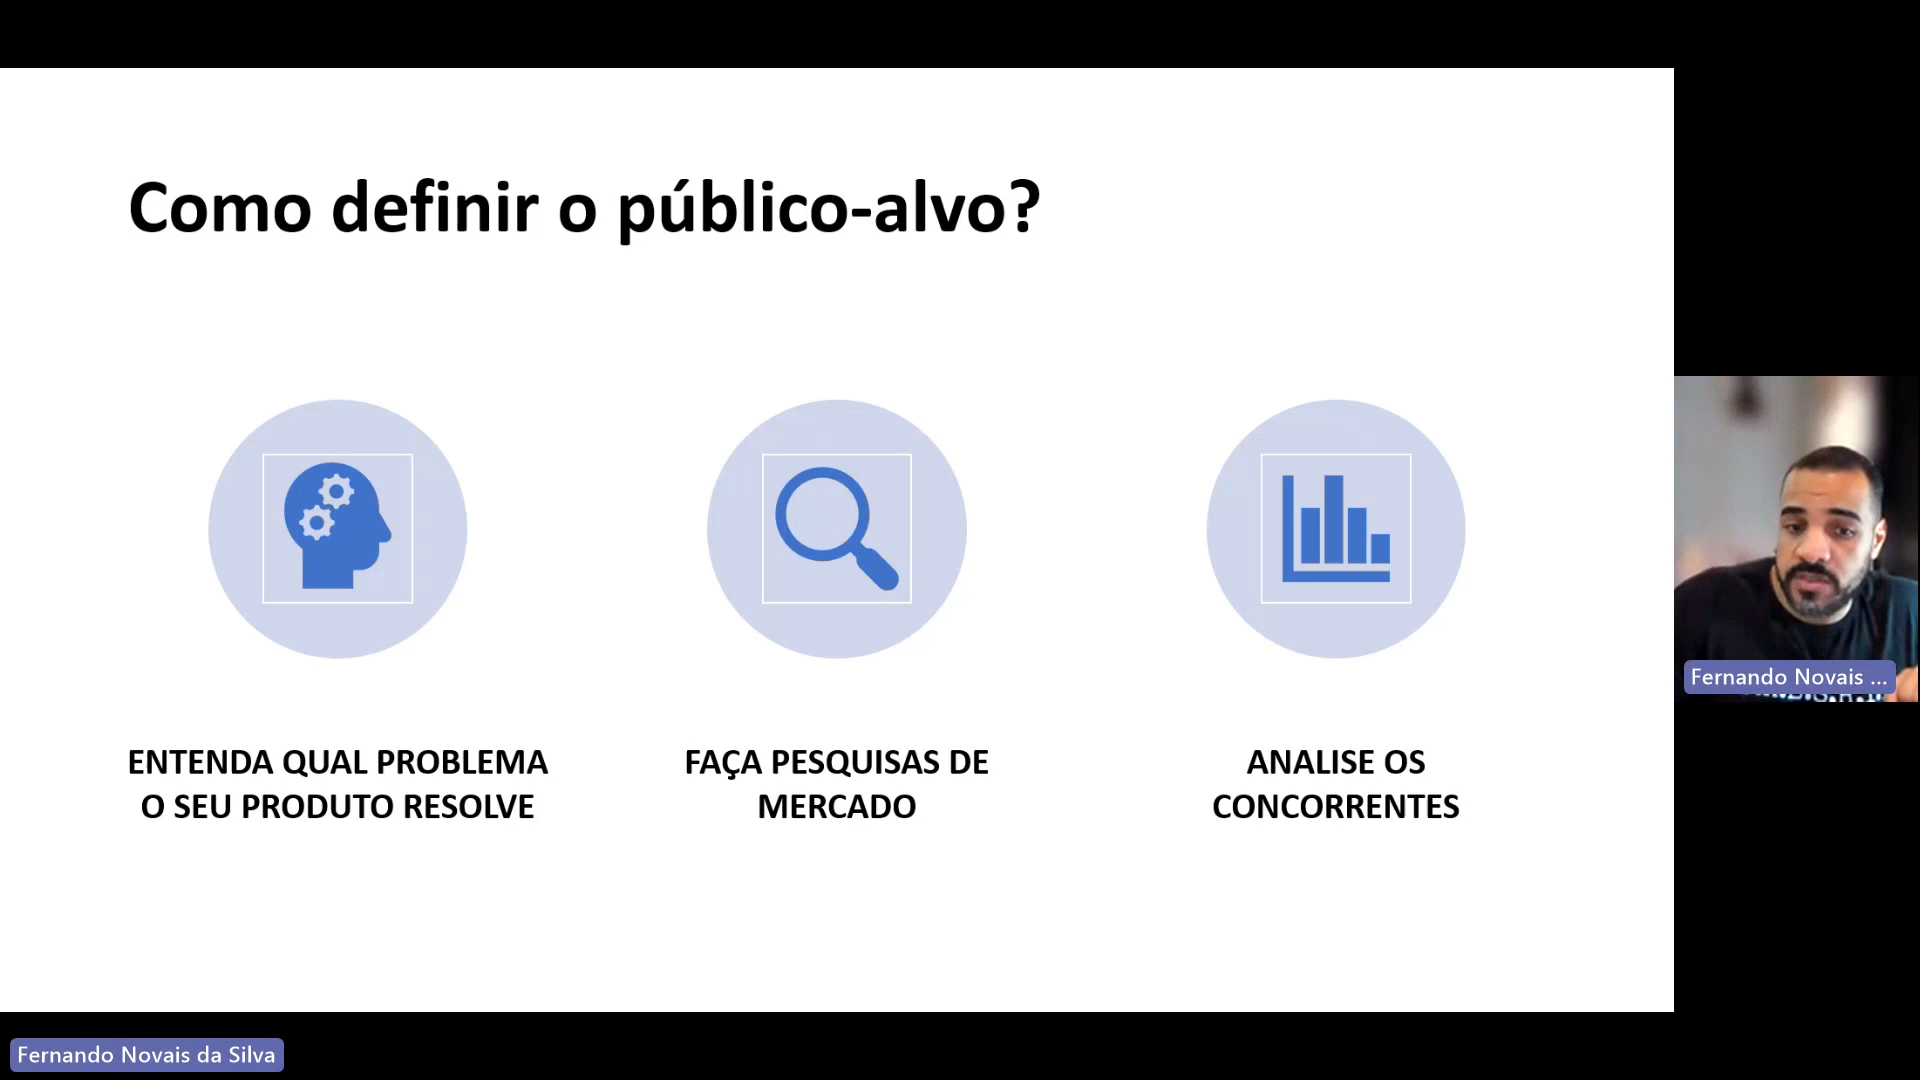 Como definir o público-alvo?
ENTENDA QUAL PROBLEMA
O SEU PRODUTO RESOLVE
FAÇA PESQUISAS DE
MERCADO
ANALISE OS
CONCORRENTES
Fernando Novais ...
Fernando Novais da Silva